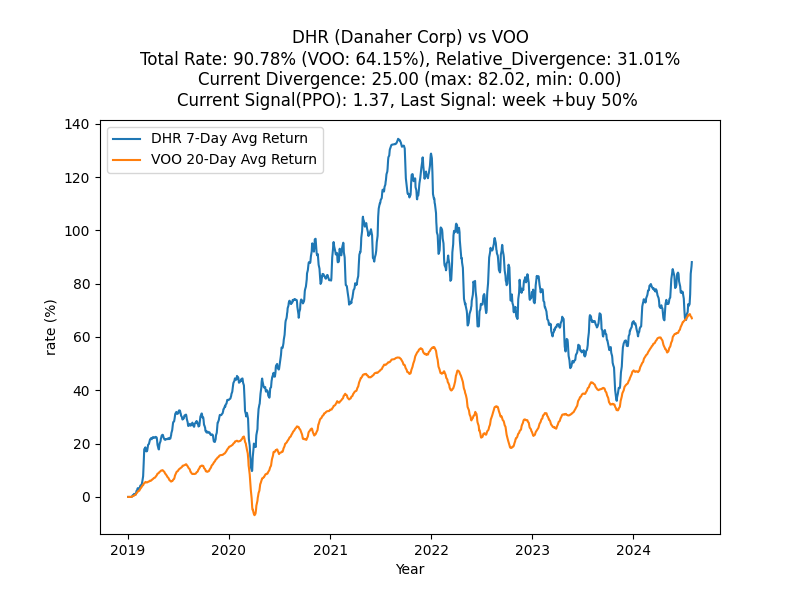 DHR (Danaher Corp) vs VOO
Total Rate: 90.78% (VOO: 64.15%), Relative_Divergence: 31.01%
Current Divergence: 25.00 (max: 82.02, min: 0.00)
Current Signal(PPO): 1.37, Last Signal: week +buy 50%
DHR 7-Day Avg Return
VOO 20-Day Avg Return
140
120
100
80
60
40
20
0
rate (%)
2019
2020
2021
2022
2023
2024
Year